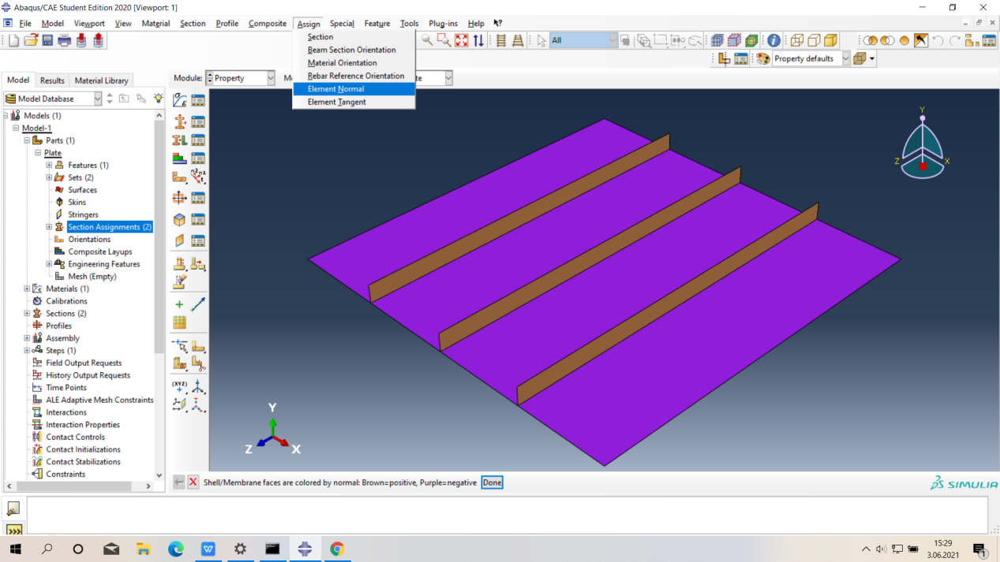 Abaqus/CAE Student Edition 2020 [Viewport: 1]
File Model Viewport View Material Section Profile Composite Assign Special Feature Tools Plug-ins Help
Section
Beam Section Orientation
Material Orientation
Rebar Reference Orientation
Element Normal
Element Tangent
All
Property defaults
Model Results Material Library
Module: Property
Model Database
Models (1)
Model-1
Parts (1)
Plate
Features (1)
Sets (2)
Surfaces
Skins
Stringers
Section Assignments (2)
Orientations
Composite Layups
Engineering Features
Mesh (Empty)
Materials (1)
Calibrations
Sections (2)
Profiles
Assembly
Steps (1)
Field Output Requests
History Output Requests
Time Points
ALE Adaptive Mesh Constraints
Interactions
Interaction Properties
Contact Controls
Contact Initializations
Contact Stabilizations
Constraints
(XYZ)
Y
Z X
Y
Z X
Shell/Membrane faces are colored by normal: Brown=positive, Purple=negative Done
SIMULIA
>>>
15:29
3.06.2021
1